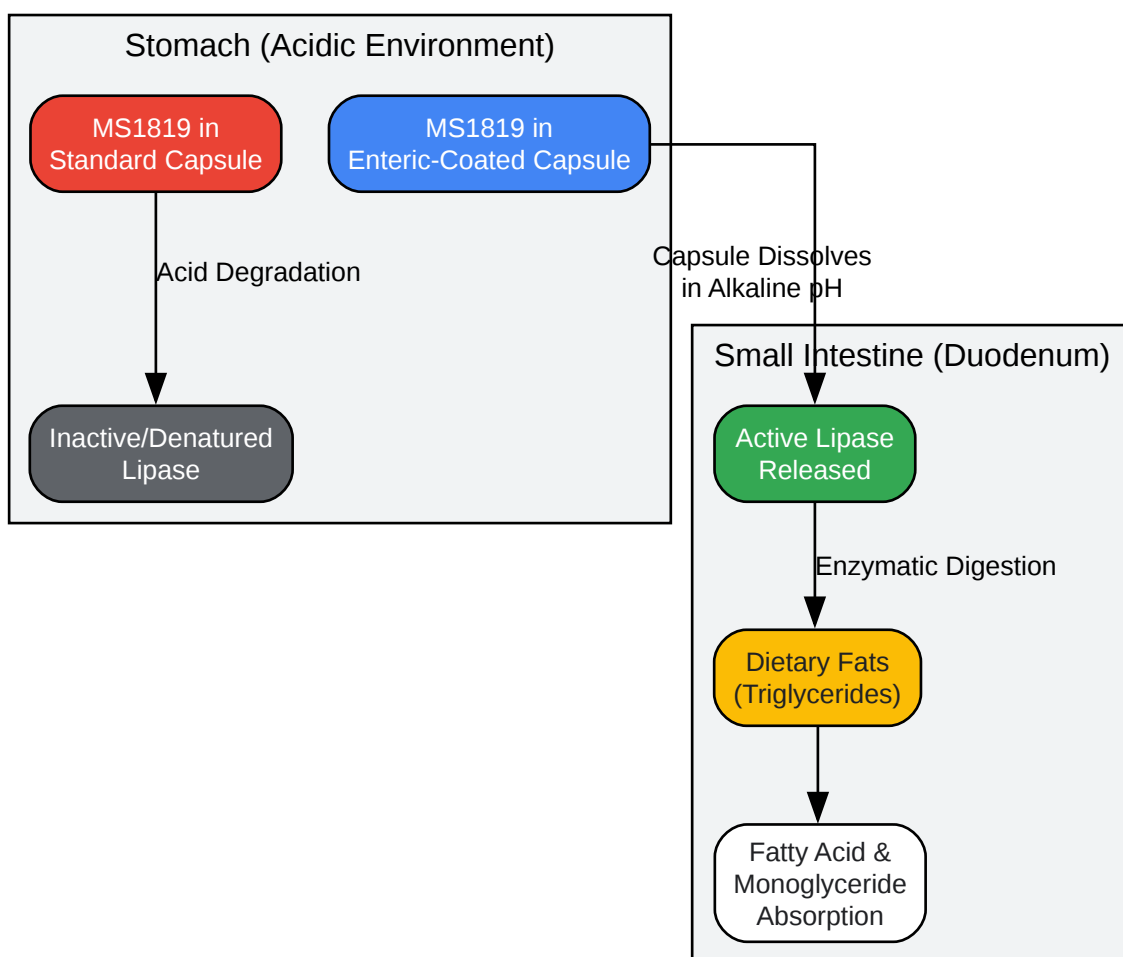 Stomach (Acidic Environment)
MS1819 in
Standard Capsule
MS1819 in
Enteric-Coated Capsule
Acid Degradation
Capsule Dissolves
in Alkaline pH
Inactive/Denatured
Lipase
Small Intestine (Duodenum)
Active Lipase
Released
Enzymatic Digestion
Dietary Fats
(Triglycerides)
Fatty Acid &
Monoglyceride
Absorption